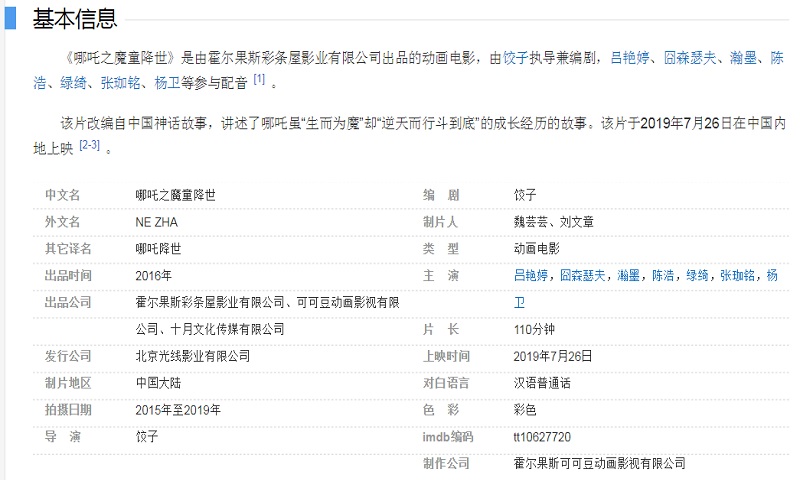 基本信息
《哪吒之魔童降世》是由霍尔果斯彩条屋影业有限公司出品的动画电影，由饺子执导兼编剧，吕艳婷、囧森瑟夫、瀚墨、陈
浩、绿绮、张珈铭、杨卫等参与配音 [1] 。
该片改编自中国神话故事，讲述了哪吒虽“生而为魔”却“逆天而行斗到底”的成长经历的故事。该片于2019年7月26日在中国内
地上映 [2-3] 。
中文名 哪吒之魔童降世
外文名 NE ZHA
其它译名 哪吒降世
出品时间 2016年
出品公司 霍尔果斯彩条屋影业有限公司、可可豆动画影视有限
公司、十月文化传媒有限公司
发行公司 北京光线影业有限公司
制片地区 中国大陆
拍摄日期 2015年至2019年
导 演 饺子
编 剧 饺子
制片人 魏芸芸、刘文章
类 型 动画电影
主 演 吕艳婷，囧森瑟夫，瀚墨，陈浩，绿绮，张珈铭，杨
卫
片 长 110分钟
上映时间 2019年7月26日
对白语言 汉语普通话
色 彩 彩色
imdb编码 tt10627720
制作公司 霍尔果斯可可豆动画影视有限公司